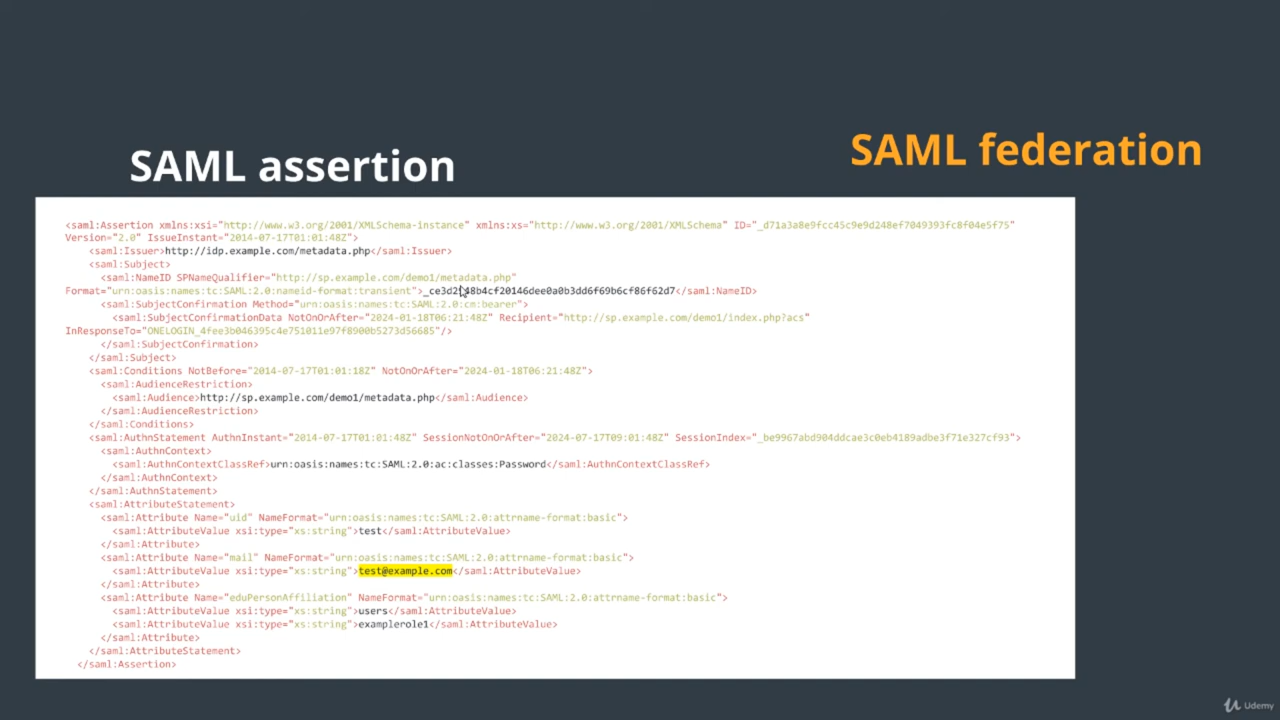 SAML assertion
SAML federation
<saml:Assertion xmlns:xsi="http://www.w3.org/2001/XMLSchema-instance" xmlns:xs="http://www.w3.org/2001/XMLSchema" ID="_d71a3a8e9fcc45c9e9d248ef7049393fc8f04e5f75"
Version="2.0" IssueInstant="2014-07-17T01:01:48Z">
<saml:Issuer>http://idp.example.com/metadata.php</saml:Issuer>
<saml:Subject>
<saml:NameID SPNameQualifier="http://sp.example.com/demo1/metadata.php"
Format="urn:oasis:names:tc:SAML:2.0:nameid-format:transient"></saml:NameID>
<saml:SubjectConfirmation Method="urn:oasis:names:tc:SAML:2.0:cm:bearer">
<saml:SubjectConfirmationData NotOnOrAfter="2024-01-18T06:21:48Z" Recipient="http://sp.example.com/demo1/index.php?acs"
InResponseTo="ONELOGIN_4fee3b046395c4e751011e97f8900b5273d56685"/>
</saml:SubjectConfirmation>
</saml:Subject>
<saml:Conditions NotBefore="2014-07-17T01:01:18Z" NotOnOrAfter="2024-01-18T06:21:48Z">
<saml:AudienceRestriction>
<saml:Audience>http://sp.example.com/demo1/metadata.php</saml:Audience>
</saml:AudienceRestriction>
</saml:Conditions>
<saml:AuthnStatement AuthnInstant="2014-07-17T01:01:48Z" SessionNotOnOrAfter="2024-07-17T09:01:48Z" SessionIndex="_be9967abd904ddcae3c0eb4189adbe3f71e327cf93">
<saml:AuthnContext>
<saml:AuthnContextClassRef>urn:oasis:names:tc:SAML:2.0:ac:classes:Password</saml:AuthnContextClassRef>
</saml:AuthnContext>
</saml:AuthnStatement>
<saml:AttributeStatement>
<saml:Attribute Name="uid" NameFormat="urn:oasis:names:tc:SAML:2.0:attrname-format:basic">
<saml:AttributeValue xsi:type="xs:string">test</saml:AttributeValue>
</saml:Attribute>
<saml:Attribute Name="mail" NameFormat="urn:oasis:names:tc:SAML:2.0:attrname-format:basic">
<saml:AttributeValue xsi:type="xs:string">test@example.com</saml:AttributeValue>
</saml:Attribute>
<saml:Attribute Name="eduPersonAffiliation" NameFormat="urn:oasis:names:tc:SAML:2.0:attrname-format:basic">
<saml:AttributeValue xsi:type="xs:string">users</saml:AttributeValue>
<saml:AttributeValue xsi:type="xs:string">examplerole1</saml:AttributeValue>
</saml:Attribute>
</saml:AttributeStatement>
</saml:Assertion>
Udemy